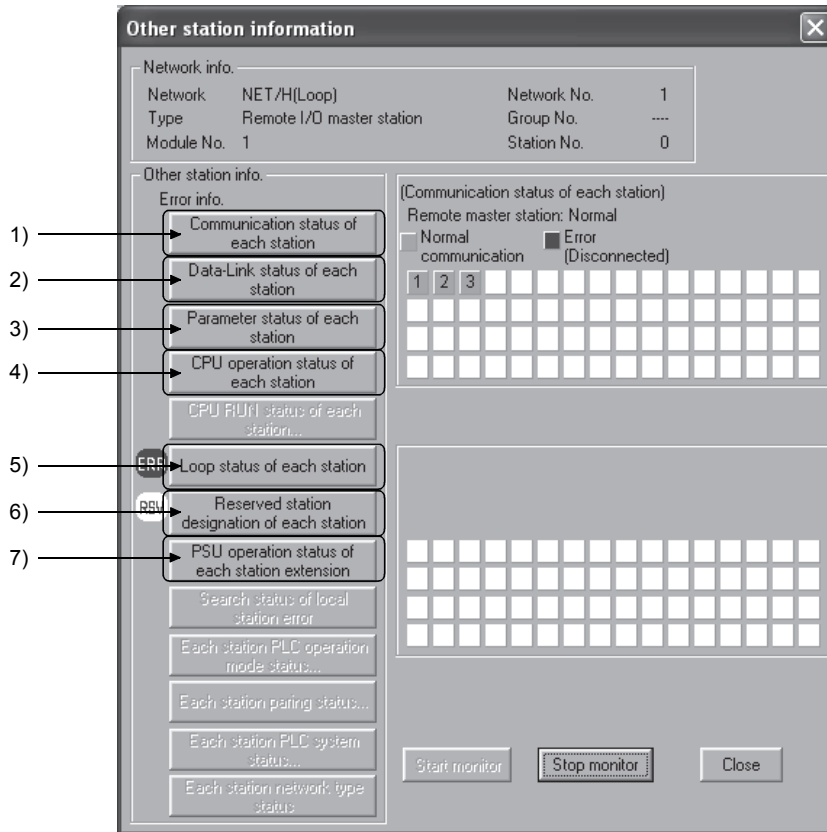 Other station information
Network info.
Network NET/H(Loop) Network No. 1
Type Remote I/O master station Group No. ----
Module No. 1 Station No. 0
Other station info.
Error info.
1) Communication status of
each station
2) Data-Link status of each
station
3) Parameter status of each
station
4) CPU operation status of
each station
CPU RUN status of each
station...
5) ERR Loop status of each station
6) RSV Reserved station
designation of each station
7) PSU operation status of
each station extension
Search status of local
station error
Each station PLC operation
mode status...
Each station paring status...
Each station PLC system
status...
Each station network type
status
(Communication status of each station)
Remote master station: Normal
Normal
communication
Error
(Disconnected)
1 2 3
Start monitor Stop monitor Close